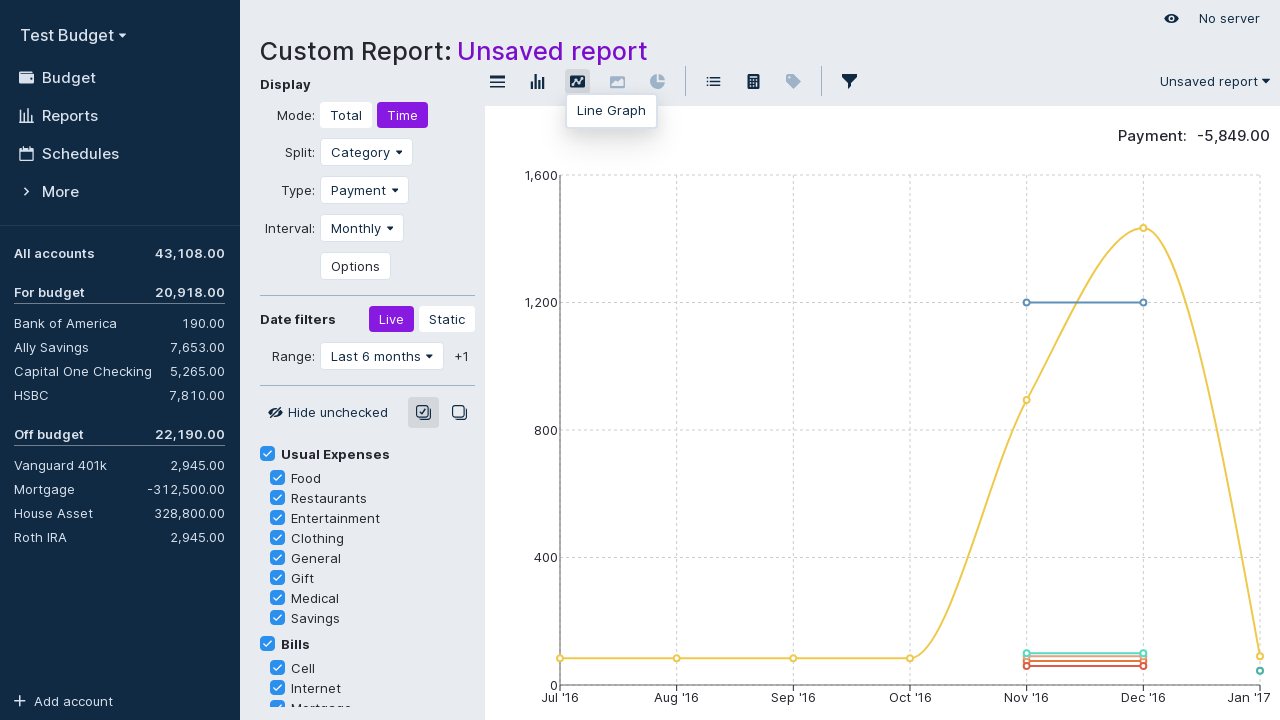 Test Budget
Budget
Reports
Schedules
More
All accounts 43,108.00
For budget 20,918.00
Bank of America 190.00
Ally Savings 7,653.00
Capital One Checking 5,265.00
HSBC 7,810.00
Off budget 22,190.00
Vanguard 401k 2,945.00
Mortgage -312,500.00
House Asset 328,800.00
Roth IRA 2,945.00
Add account
No server
Custom Report: Unsaved report
Display
Mode: Total Time
Split: Category
Type: Payment
Interval: Monthly
Options
Date filters Live Static
Range: Last 6 months +1
Hide unchecked
Usual Expenses
Food
Restaurants
Entertainment
Clothing
General
Gift
Medical
Savings
Bills
Cell
Internet
Mortgage
Unsaved report
Line Graph
Payment: -5,849.00
1,600
1,200
800
400
0
Jul '16 Aug '16 Sep '16 Oct '16 Nov '16 Dec '16 Jan '17